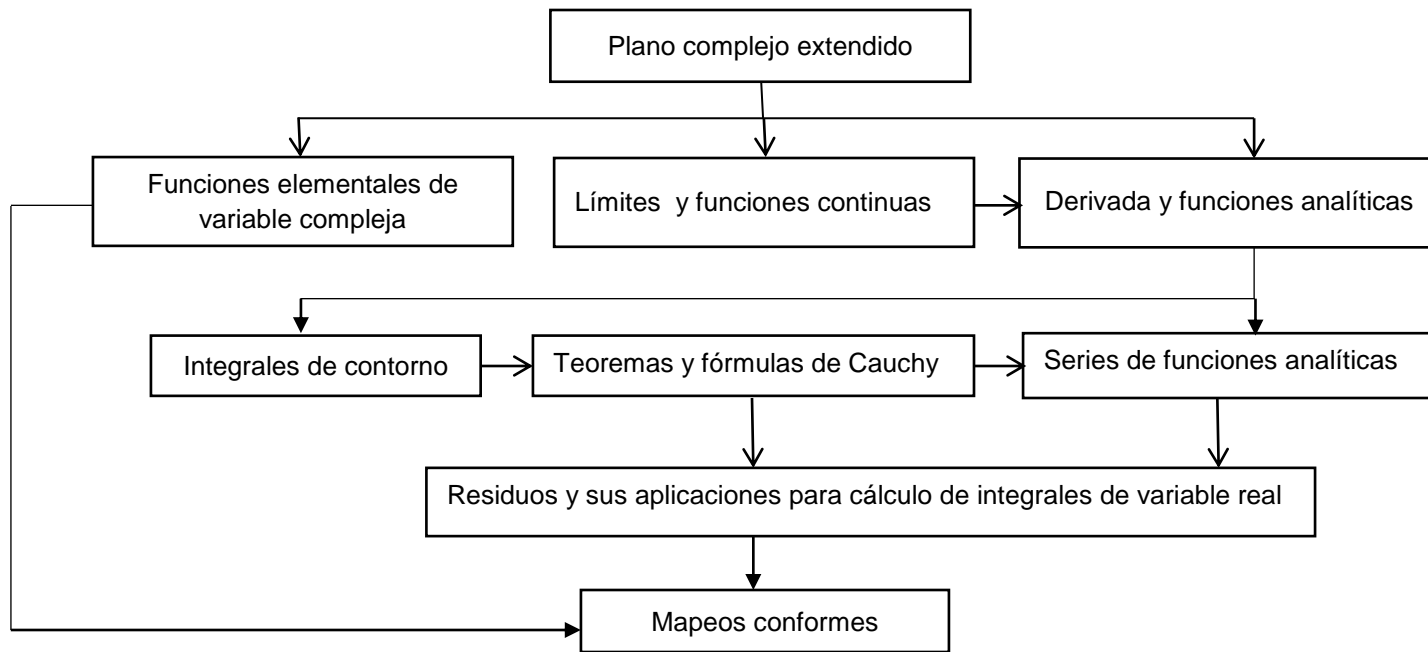 Plano complejo extendido
Funciones elementales de
variable compleja
Límites y funciones continuas
Derivada y funciones analíticas
Integrales de contorno
Teoremas y fórmulas de Cauchy
Series de funciones analíticas
Residuos y sus aplicaciones para cálculo de integrales de variable real
Mapeos conformes